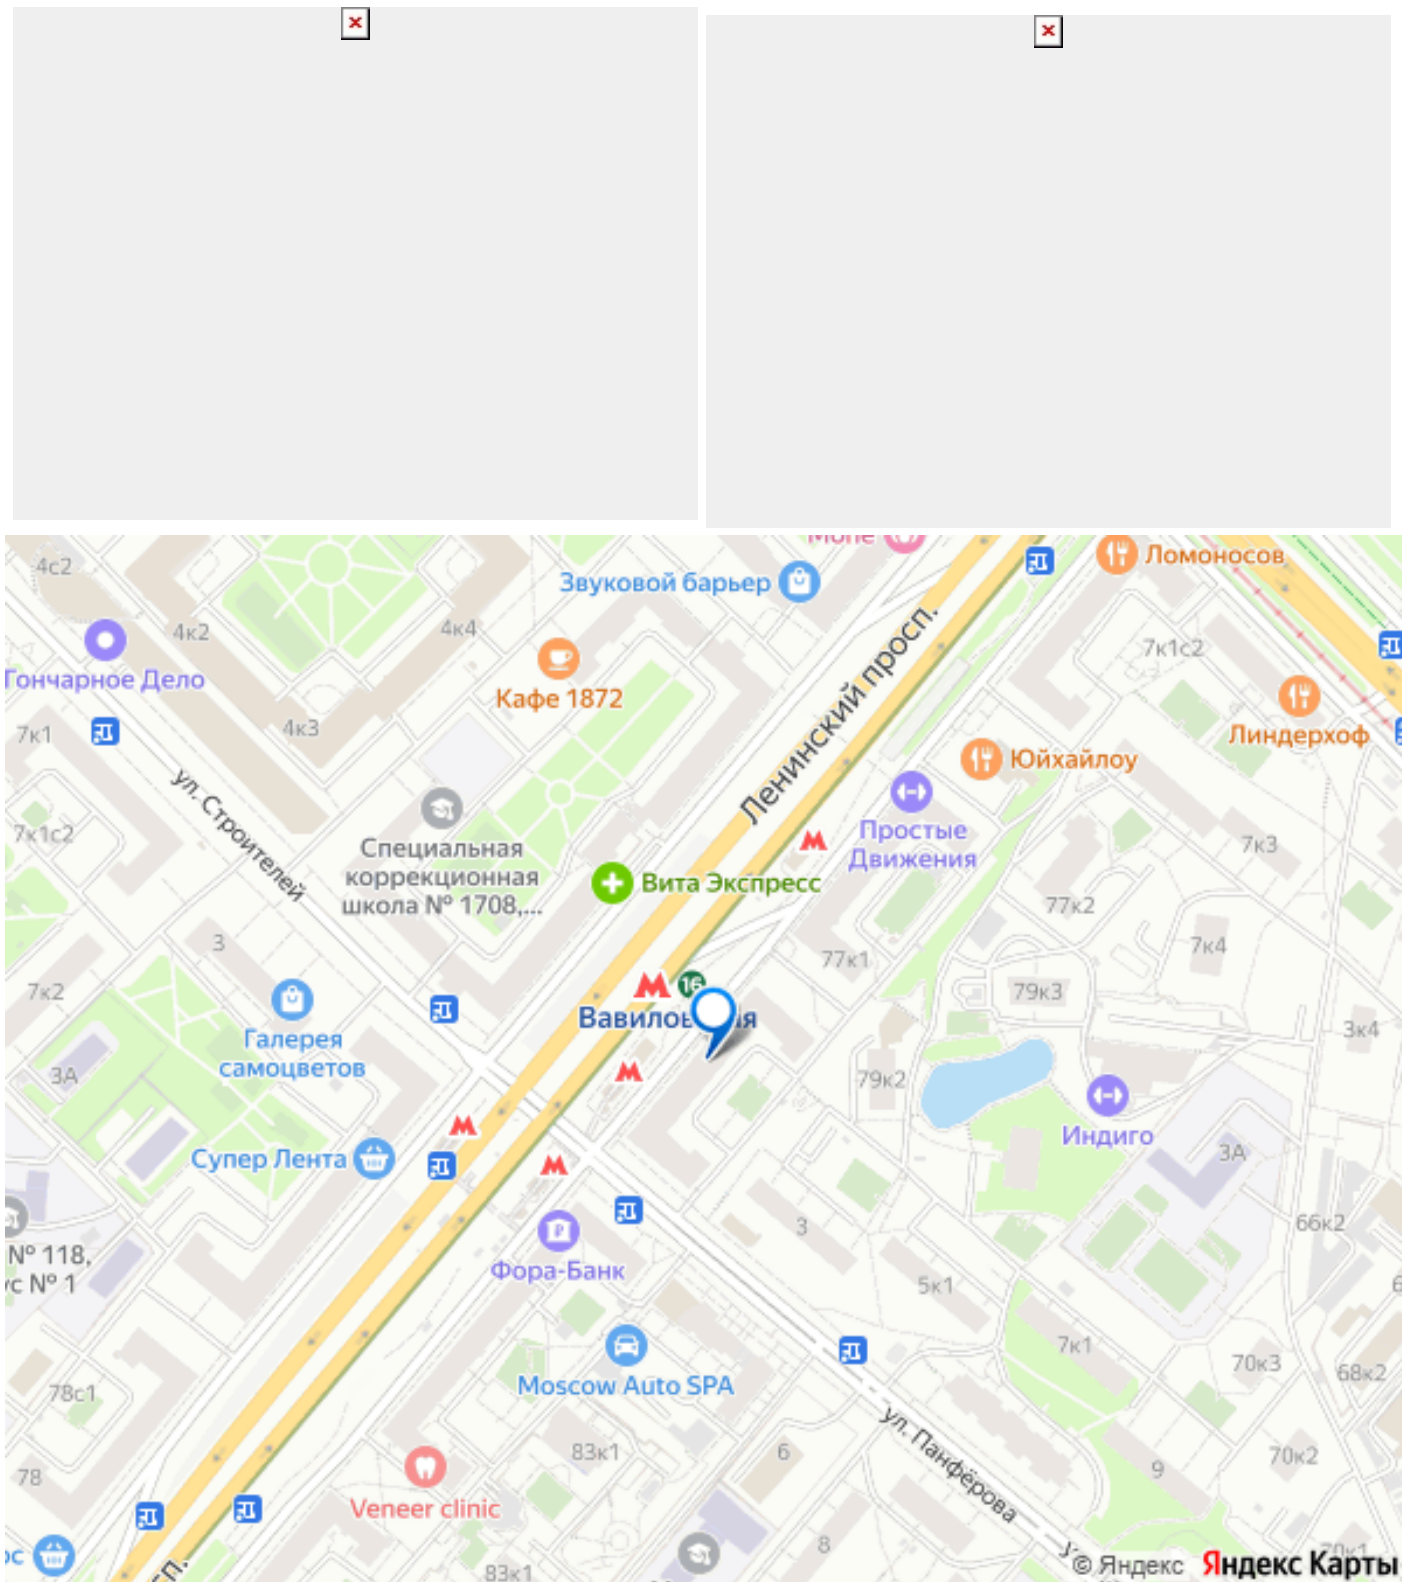 Моне
Ломоносов
4с2
Звуковой барьер
4к2
4к4
Ленинский просп.
7к1с2
Гончарное Дело
Кафе 1872
Линдерхоф
7к1
4к3
Юйхайлоу
ул. Строителей
7к1с2
Простые
Движения
7к3
Специальная
коррекционная
школа № 1708,...
Вита Экспресс
77к2
3
77к1
7к4
7к2
16
79к3
Галерея
самоцветов
3к4
3А
79к2
Индиго
Супер Лента
3А
3
66к2
№ 118,
№ 1
Фора-Банк
5к1
7к1
70к3
68к2
78с1
Moscow Auto SPA
ул. Панфёрова
83к1
6
70к2
78
9
Veneer clinic
8
83к1
© Яндекс Яндекс Карты